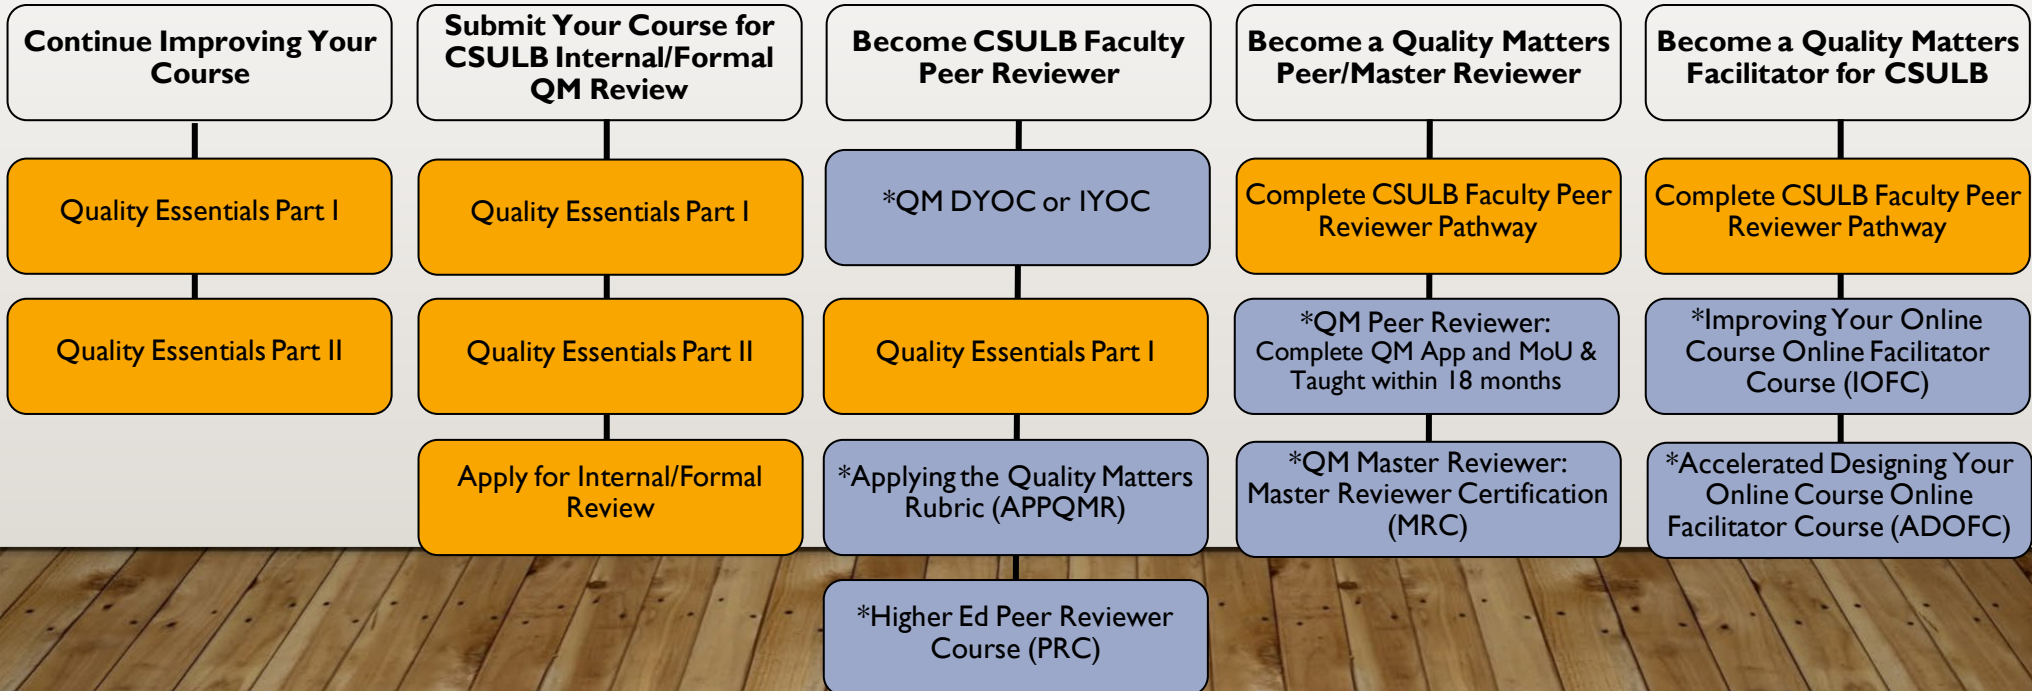 Continue Improving Your
Course
Quality Essentials Part I
Quality Essentials Part II
Submit Your Course for
CSULB Internal/Formal
QM Review
Quality Essentials Part I
Quality Essentials Part II
Apply for Internal/Formal
Review
Become CSULB Faculty
Peer Reviewer
*QM DYOC or IYOC
Quality Essentials Part I
*Applying the Quality Matters
Rubric (APPQMR)
*Higher Ed Peer Reviewer
Course (PRC)
Become a Quality Matters
Peer/Master Reviewer
Complete CSULB Faculty Peer
Reviewer Pathway
*QM Peer Reviewer:
Complete QM App and MoU &
Taught within 18 months
*QM Master Reviewer:
Master Reviewer Certification
(MRC)
Become a Quality Matters
Facilitator for CSULB
Complete CSULB Faculty Peer
Reviewer Pathway
*Improving Your Online
Course Online Facilitator
Course (IOFC)
*Accelerated Designing Your
Online Course Online
Facilitator Course (ADOFC)